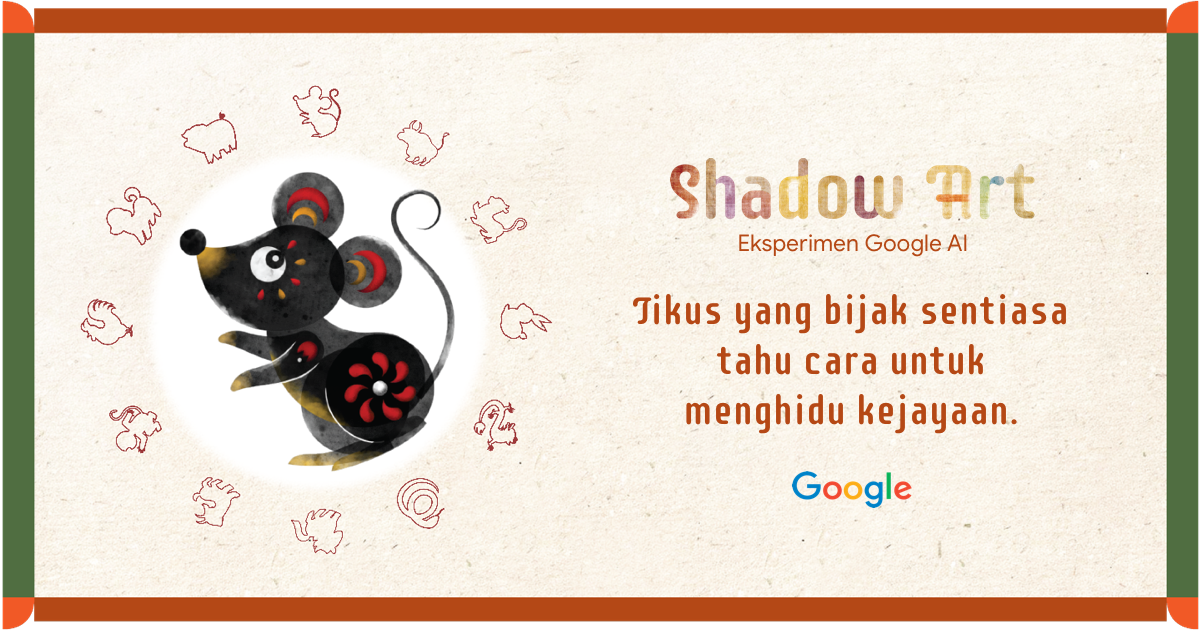 Shadow Art
Eksperimen Google AI
Tikus yang bijak sentiasa
tahu cara untuk
menghidu kejayaan.
Google